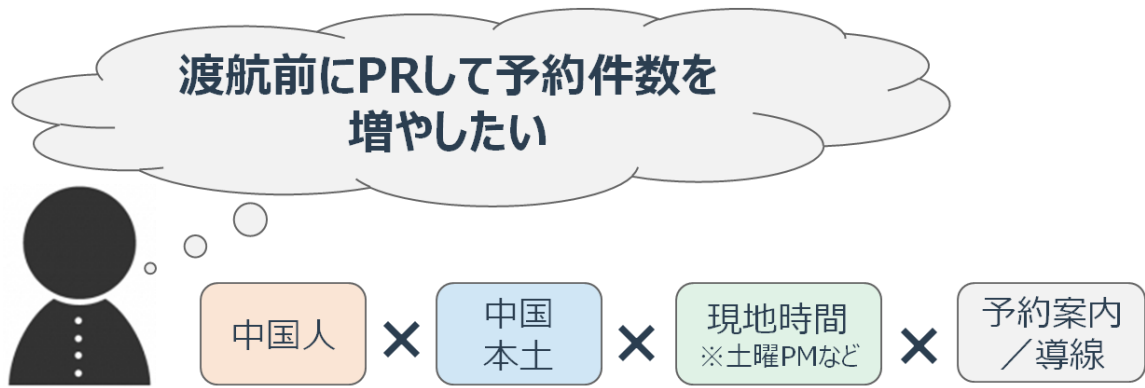 渡航前にPRして予約件数を
増やしたい
中国人
×
中国
本土
×
現地時間
※土曜PMなど
×
予約案内
／導線